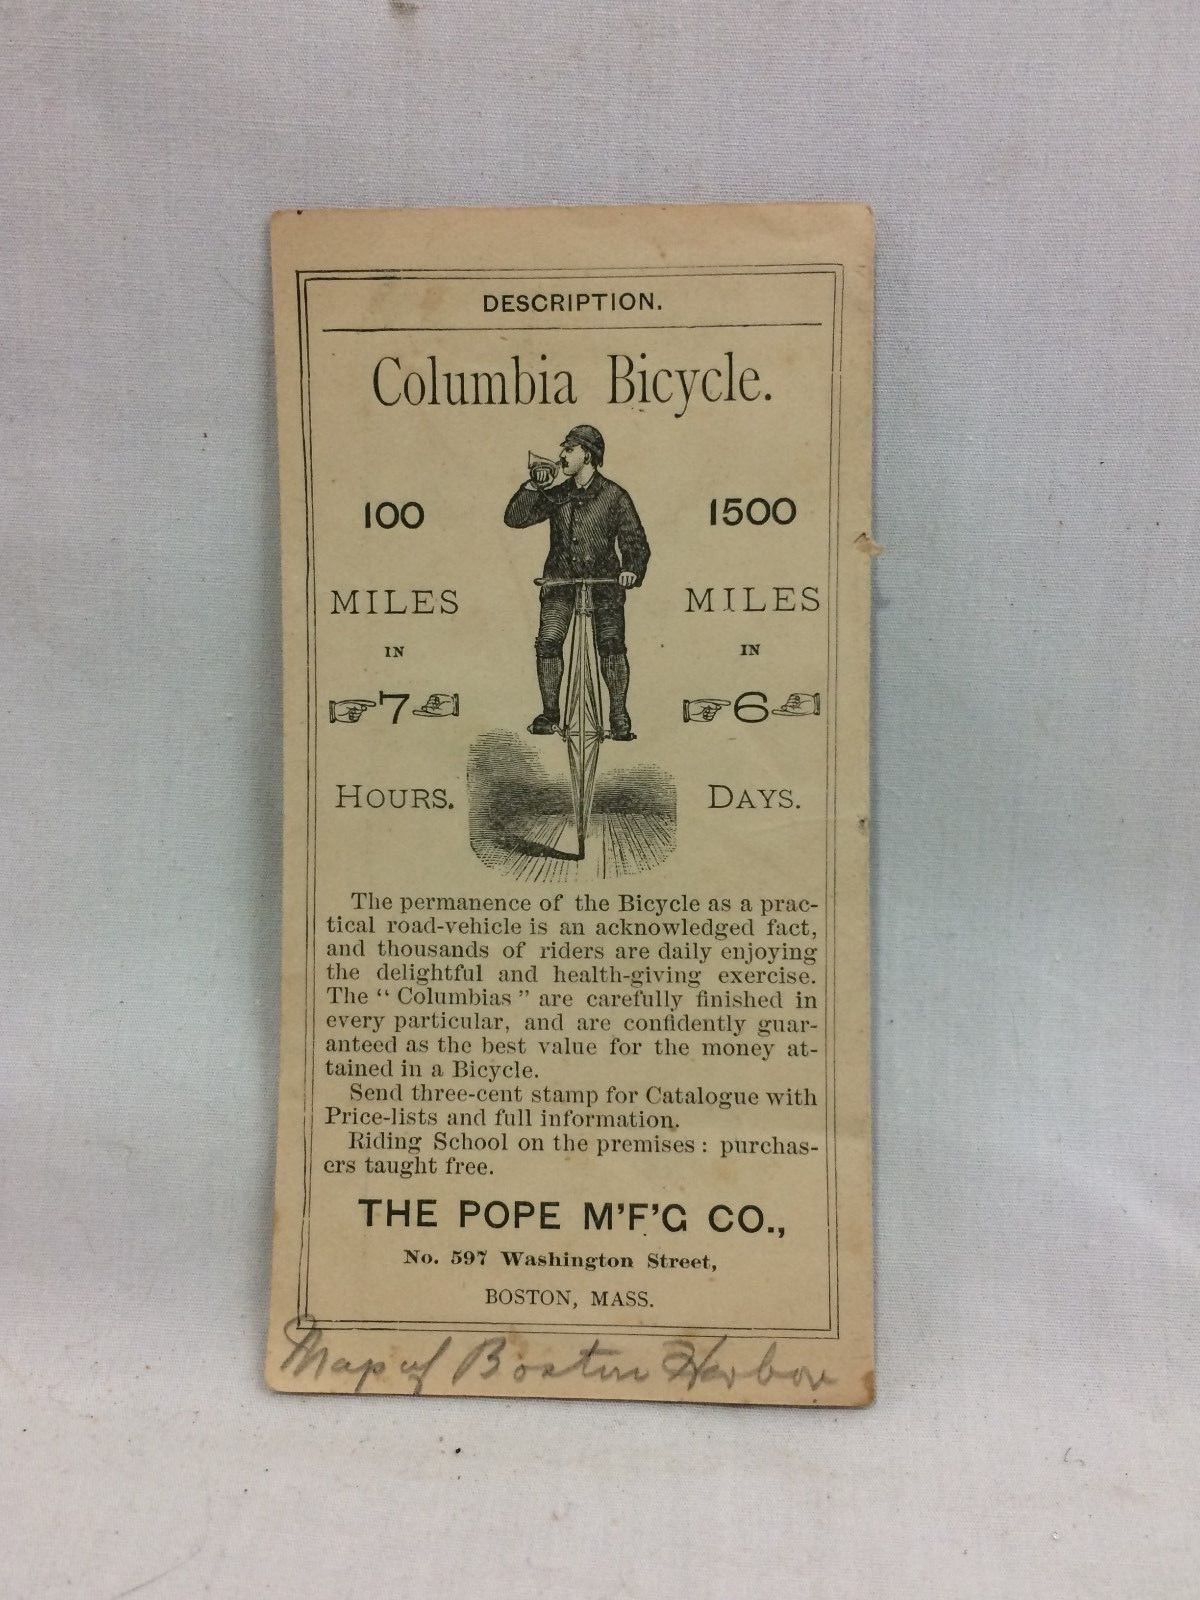 DESCRIPTION.
Columbia Bicycle.
100
MILES
IN
7
HOURS.
1500
MILES
IN
6
DAYS.
The permanence of the Bicycle as a prac-
tical road-vehicle is an acknowledged fact,
and thousands of riders are daily enjoying
the delightful and health-giving exercise.
The “ Columbias ” are carefully finished in
every particular, and are confidently guar-
anteed as the best value for the money at-
tained in a Bicycle.
Send three-cent stamp for Catalogue with
Price-lists and full information.
Riding School on the premises : purchas-
ers taught free.
THE POPE M'F'G CO.,
No. 597 Washington Street,
BOSTON, MASS.
Map of Boston Harbor